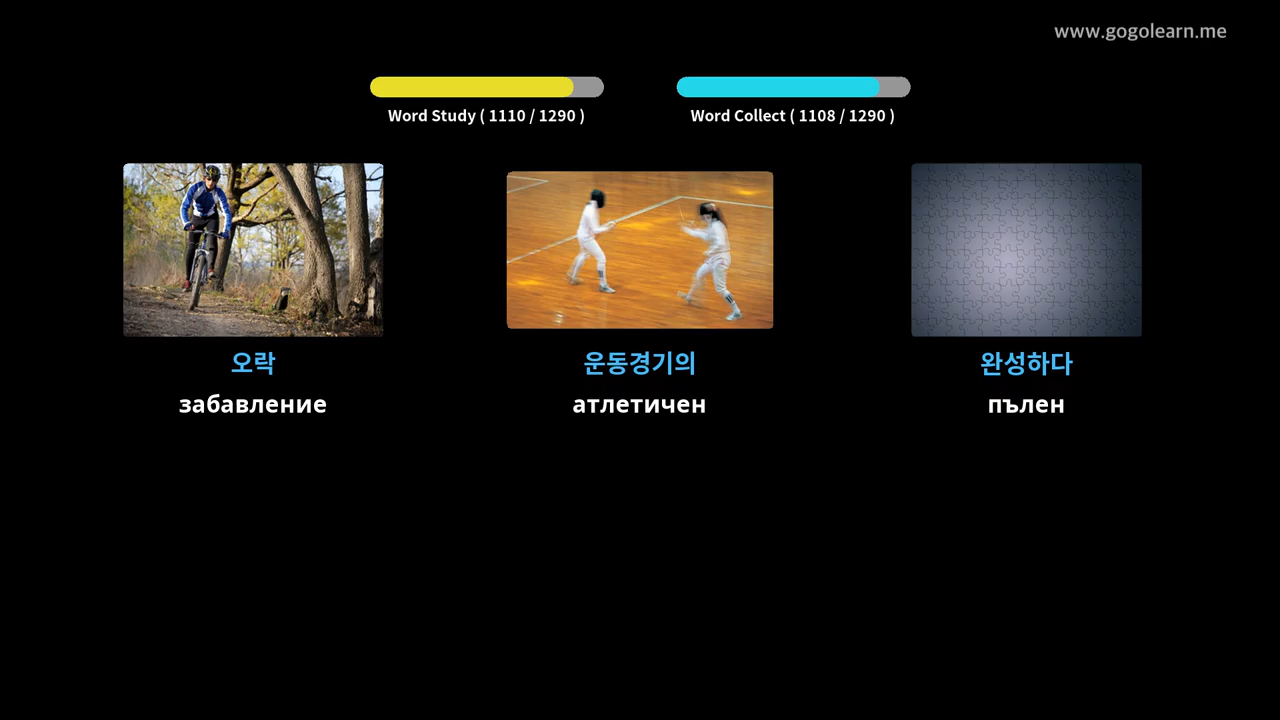 www.gogolearn.me
Word Study ( 1110 / 1290 )
Word Collect ( 1108 / 1290 )
오락
운동경기의
완성하다
забавление
атлетичен
пълен